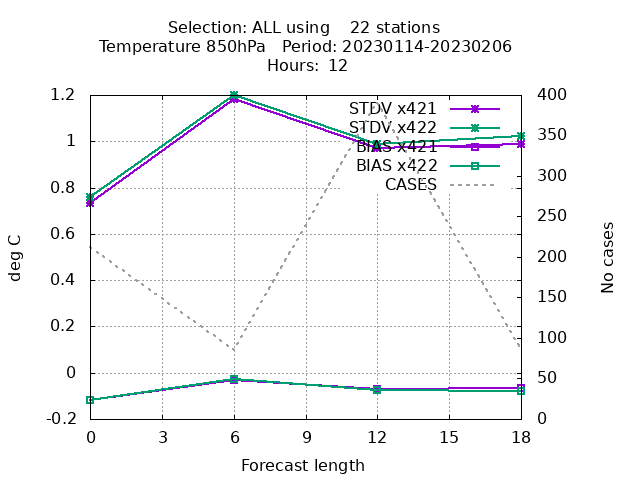 Selection: ALL using 22 stations
Temperature 850hPa Period: 20230114-20230206
Hours: 12
1.2
1
0.8
0.6
0.4
0.2
0
-0.2
deg C
400
350
300
250
200
150
100
50
0
No cases
STDV x421
STDV x422
BIAS x421
BIAS x422
CASES
0 3 6 9 12 15 18
Forecast length